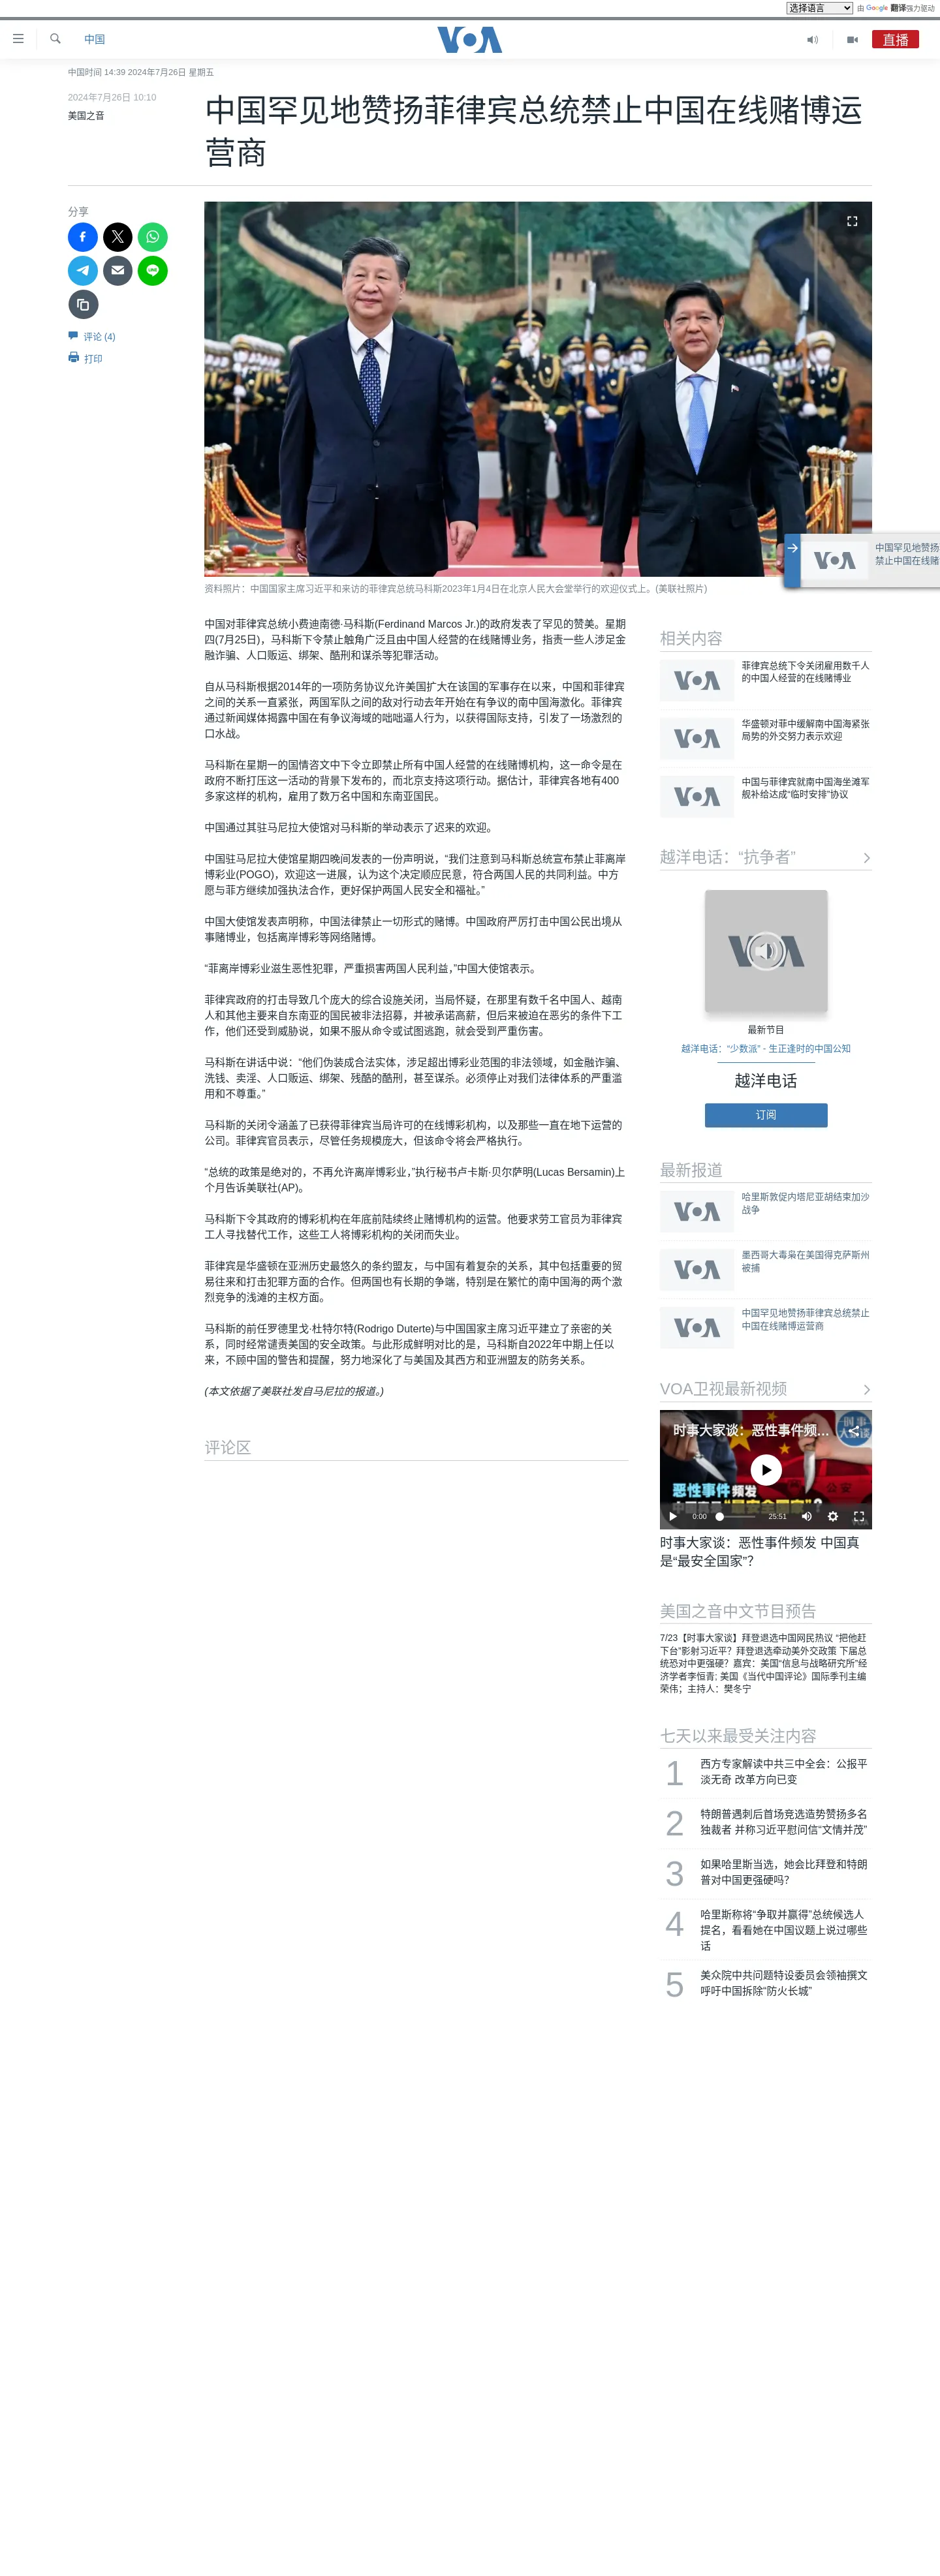 选择语言 由 Google 翻译强力驱动
中国
VOA
直播
中国时间 14:39 2024年7月26日 星期五
2024年7月26日 10:10
美国之音
中国罕见地赞扬菲律宾总统禁止中国在线赌博运
营商
分享
评论 (4)
打印
中国罕见地赞扬
禁止中国在线赌
VOA
资料照片：中国国家主席习近平和来访的菲律宾总统马科斯2023年1月4日在北京人民大会堂举行的欢迎仪式上。(美联社照片)
中国对菲律宾总统小费迪南德·马科斯(Ferdinand Marcos Jr.)的政府发表了罕见的赞美。星期
四(7月25日)，马科斯下令禁止触角广泛且由中国人经营的在线赌博业务，指责一些人涉足金
融诈骗、人口贩运、绑架、酷刑和谋杀等犯罪活动。
自从马科斯根据2014年的一项防务协议允许美国扩大在该国的军事存在以来，中国和菲律宾
之间的关系一直紧张，两国军队之间的敌对行动去年开始在有争议的南中国海激化。菲律宾
通过新闻媒体揭露中国在有争议海域的咄咄逼人行为，以获得国际支持，引发了一场激烈的
口水战。
马科斯在星期一的国情咨文中下令立即禁止所有中国人经营的在线赌博机构，这一命令是在
政府不断打压这一活动的背景下发布的，而北京支持这项行动。据估计，菲律宾各地有400
多家这样的机构，雇用了数万名中国和东南亚国民。
中国通过其驻马尼拉大使馆对马科斯的举动表示了迟来的欢迎。
中国驻马尼拉大使馆星期四晚间发表的一份声明说，“我们注意到马科斯总统宣布禁止菲离岸
博彩业(POGO)，欢迎这一进展，认为这个决定顺应民意，符合两国人民的共同利益。中方
愿与菲方继续加强执法合作，更好保护两国人民安全和福祉。”
中国大使馆发表声明称，中国法律禁止一切形式的赌博。中国政府严厉打击中国公民出境从
事赌博业，包括离岸博彩等网络赌博。
“菲离岸博彩业滋生恶性犯罪，严重损害两国人民利益，”中国大使馆表示。
菲律宾政府的打击导致几个庞大的综合设施关闭，当局怀疑，在那里有数千名中国人、越南
人和其他主要来自东南亚的国民被非法招募，并被承诺高薪，但后来被迫在恶劣的条件下工
作，他们还受到威胁说，如果不服从命令或试图逃跑，就会受到严重伤害。
马科斯在讲话中说：“他们伪装成合法实体，涉足超出博彩业范围的非法领域，如金融诈骗、
洗钱、卖淫、人口贩运、绑架、残酷的酷刑，甚至谋杀。必须停止对我们法律体系的严重滥
用和不尊重。”
马科斯的关闭令涵盖了已获得菲律宾当局许可的在线博彩机构，以及那些一直在地下运营的
公司。菲律宾官员表示，尽管任务规模庞大，但该命令将会严格执行。
“总统的政策是绝对的，不再允许离岸博彩业，”执行秘书卢卡斯·贝尔萨明(Lucas Bersamin)上
个月告诉美联社(AP)。
马科斯下令其政府的博彩机构在年底前陆续终止赌博机构的运营。他要求劳工官员为菲律宾
工人寻找替代工作，这些工人将博彩机构的关闭而失业。
菲律宾是华盛顿在亚洲历史最悠久的条约盟友，与中国有着复杂的关系，其中包括重要的贸
易往来和打击犯罪方面的合作。但两国也有长期的争端，特别是在繁忙的南中国海的两个激
烈竞争的浅滩的主权方面。
马科斯的前任罗德里戈·杜特尔特(Rodrigo Duterte)与中国国家主席习近平建立了亲密的关
系，同时经常谴责美国的安全政策。与此形成鲜明对比的是，马科斯自2022年中期上任以
来，不顾中国的警告和提醒，努力地深化了与美国及其西方和亚洲盟友的防务关系。
(本文依据了美联社发自马尼拉的报道。)
评论区
相关内容
VOA
菲律宾总统下令关闭雇用数千人
的中国人经营的在线赌博业
VOA
华盛顿对菲中缓解南中国海紧张
局势的外交努力表示欢迎
VOA
中国与菲律宾就南中国海坐滩军
舰补给达成“临时安排”协议
越洋电话：“抗争者”
VOA
最新节目
越洋电话：“少数派” - 生正逢时的中国公知
越洋电话
订阅
最新报道
VOA
哈里斯敦促内塔尼亚胡结束加沙
战争
VOA
墨西哥大毒枭在美国得克萨斯州
被捕
VOA
中国罕见地赞扬菲律宾总统禁止
中国在线赌博运营商
VOA卫视最新视频
时事大家谈：恶性事件频…
恶性事件频发
公安
0:00
25:51
时事大家谈：恶性事件频发 中国真
是“最安全国家”？
美国之音中文节目预告
7/23【时事大家谈】拜登退选中国网民热议 “把他赶
下台”影射习近平？拜登退选牵动美外交政策 下届总
统恐对中更强硬？嘉宾：美国“信息与战略研究所”经
济学者李恒青; 美国《当代中国评论》国际季刊主编
荣伟；主持人：樊冬宁
七天以来最受关注内容
1 西方专家解读中共三中全会：公报平
淡无奇 改革方向已变
2 特朗普遇刺后首场竞选造势赞扬多名
独裁者 并称习近平慰问信“文情并茂”
3 如果哈里斯当选，她会比拜登和特朗
普对中国更强硬吗？
4 哈里斯称将“争取并赢得”总统候选人
提名，看看她在中国议题上说过哪些
话
5 美众院中共问题特设委员会领袖撰文
呼吁中国拆除“防火长城”